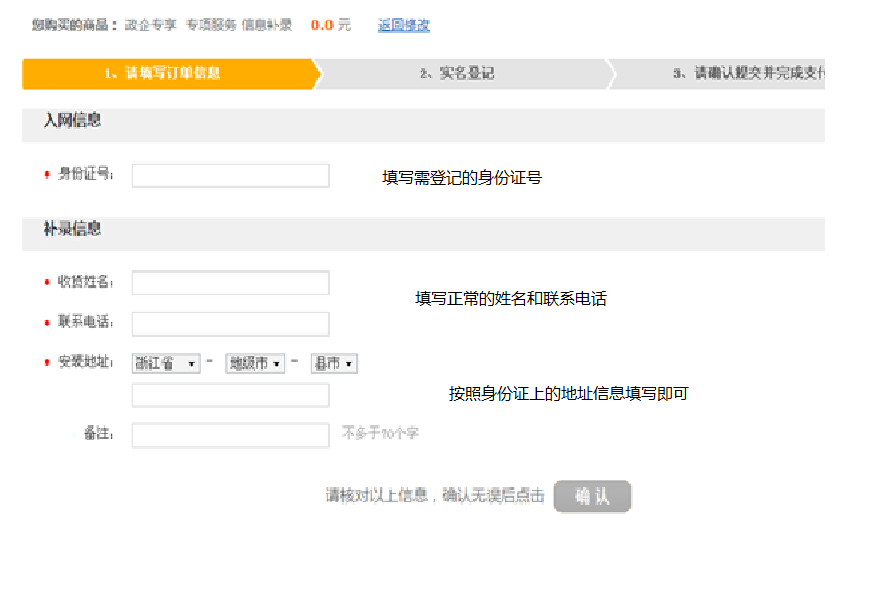 您购买的商品： 政企专享 专项服务 信息补录 0.0 元 返回修改
1、请填写订单信息 2、实名登记 3、请确认提交并完成支付
入网信息
* 身份证号： 填写需登记的身份证号
补录信息
* 收货姓名：
填写正常的姓名和联系电话
* 联系电话：
* 安装地址： 浙江省 - 地级市 - 县市
按照身份证上的地址信息填写即可
备注： 不多于70个字
请核对以上信息，确认无误后点击 确 认